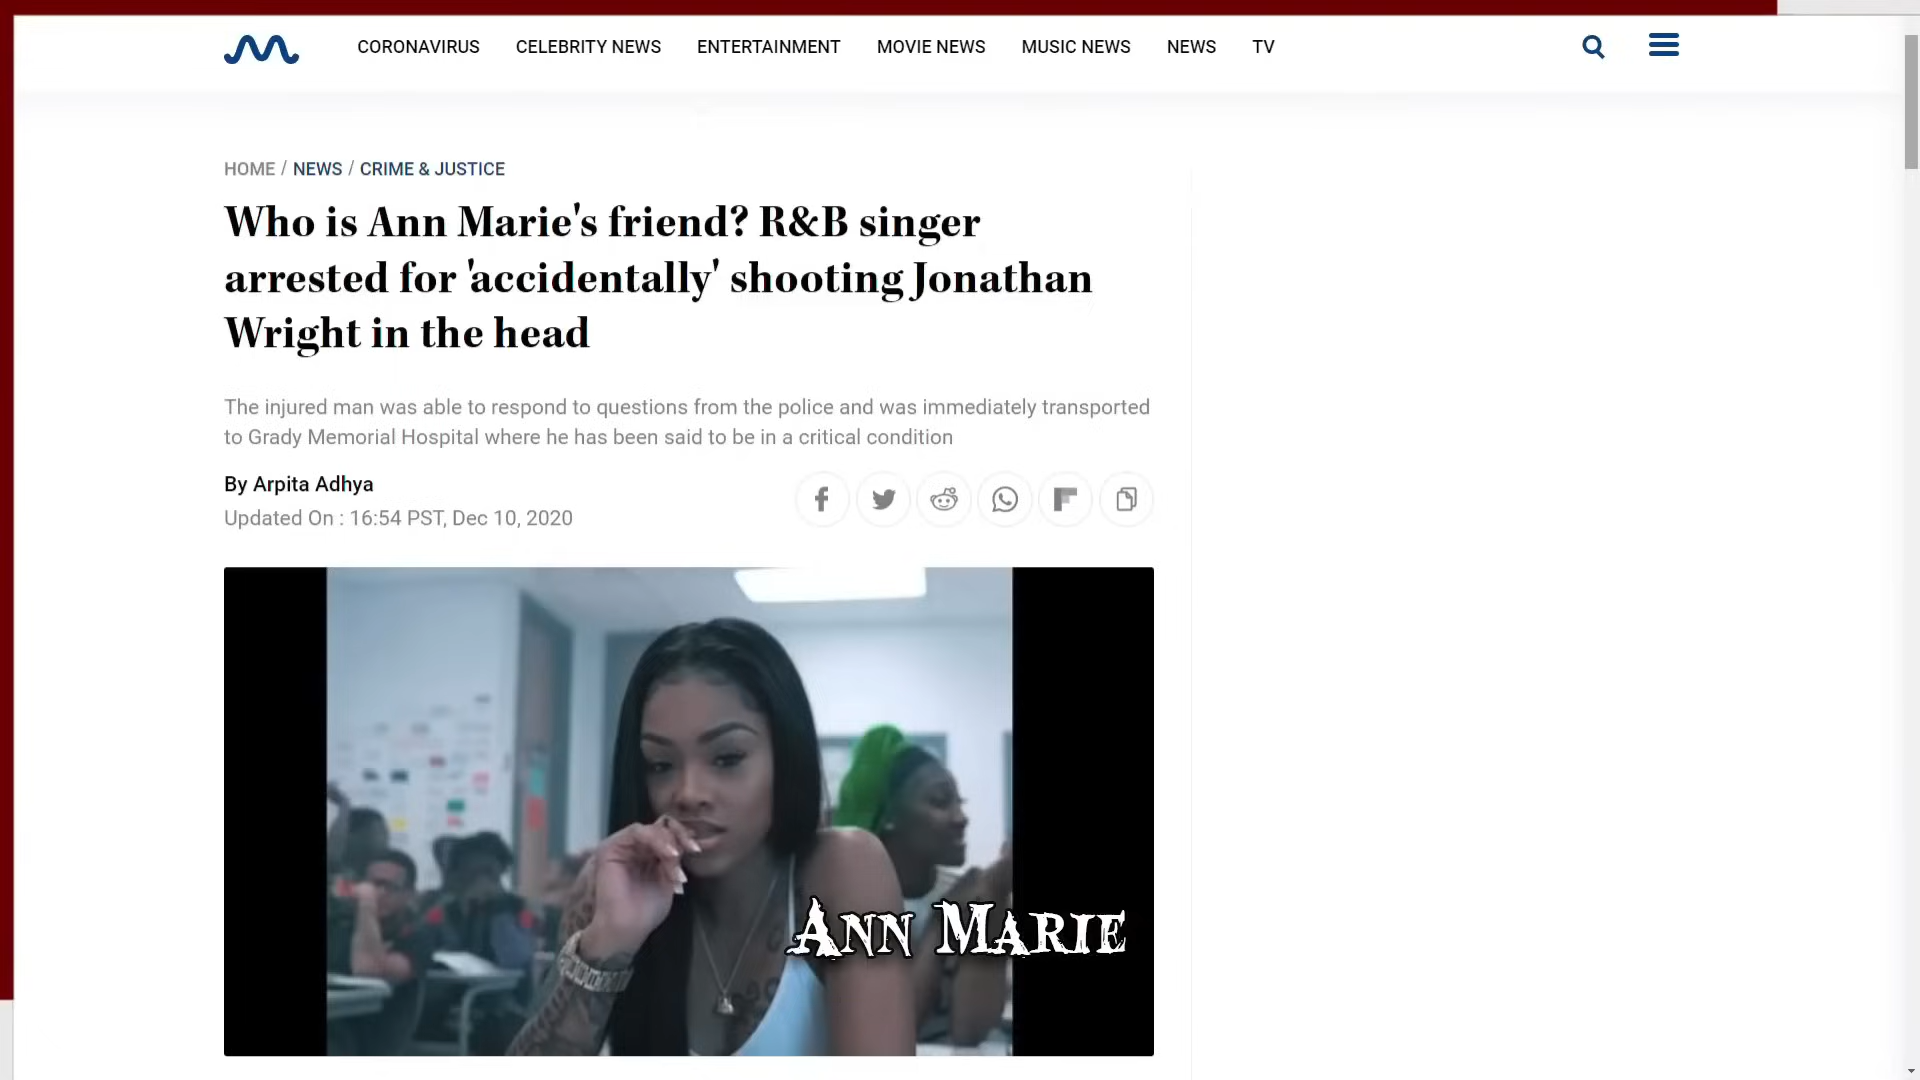 CORONAVIRUS CELEBRITY NEWS ENTERTAINMENT MOVIE NEWS MUSIC NEWS NEWS TV
HOME / NEWS / CRIME & JUSTICE
Who is Ann Marie's friend? R&B singer
arrested for 'accidentally' shooting Jonathan
Wright in the head
The injured man was able to respond to questions from the police and was immediately transported
to Grady Memorial Hospital where he has been said to be in a critical condition
By Arpita Adhya
Updated On : 16:54 PST, Dec 10, 2020
ANN MARIE